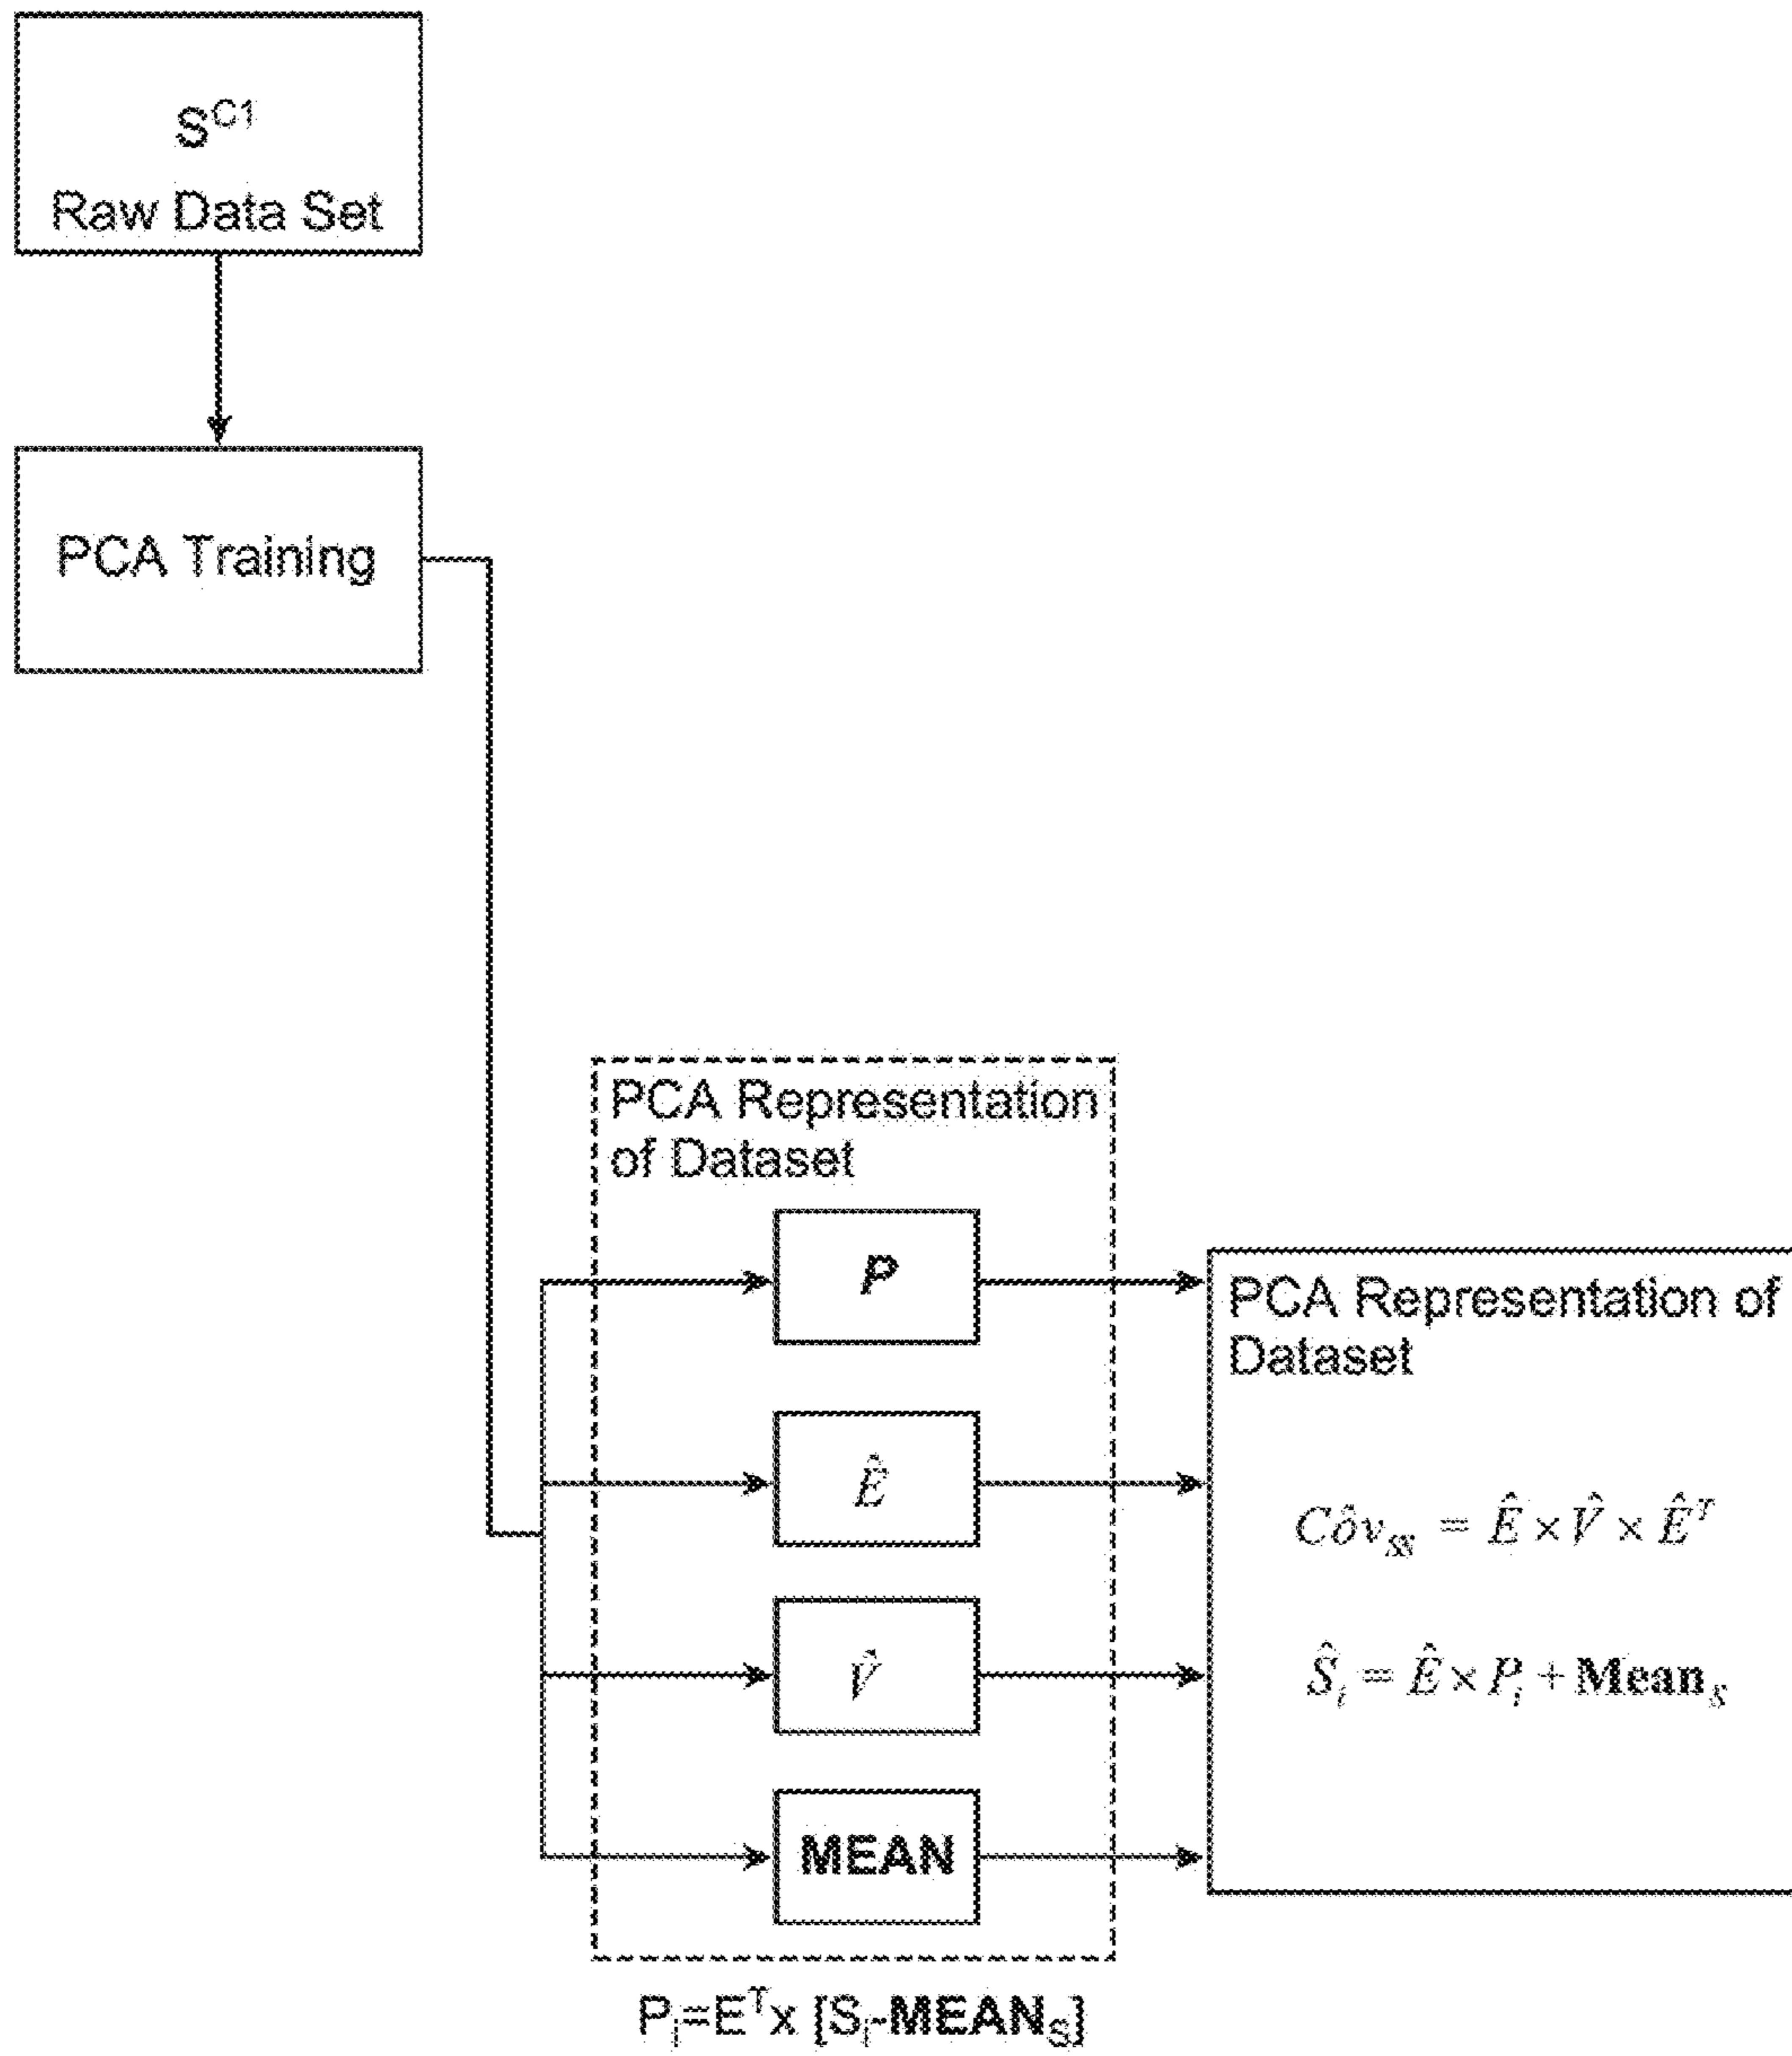 S^C1
Raw Data Set
PCA Training
PCA Representation
of Dataset
P
Ê
V̂
MEAN
P_i=E^T x [S_i-MEAN_S]
PCA Representation of
Dataset
Côv_ss = Ê × V̂ × Ê^T
Ŝ_i = Ê × P_i + Mean_s